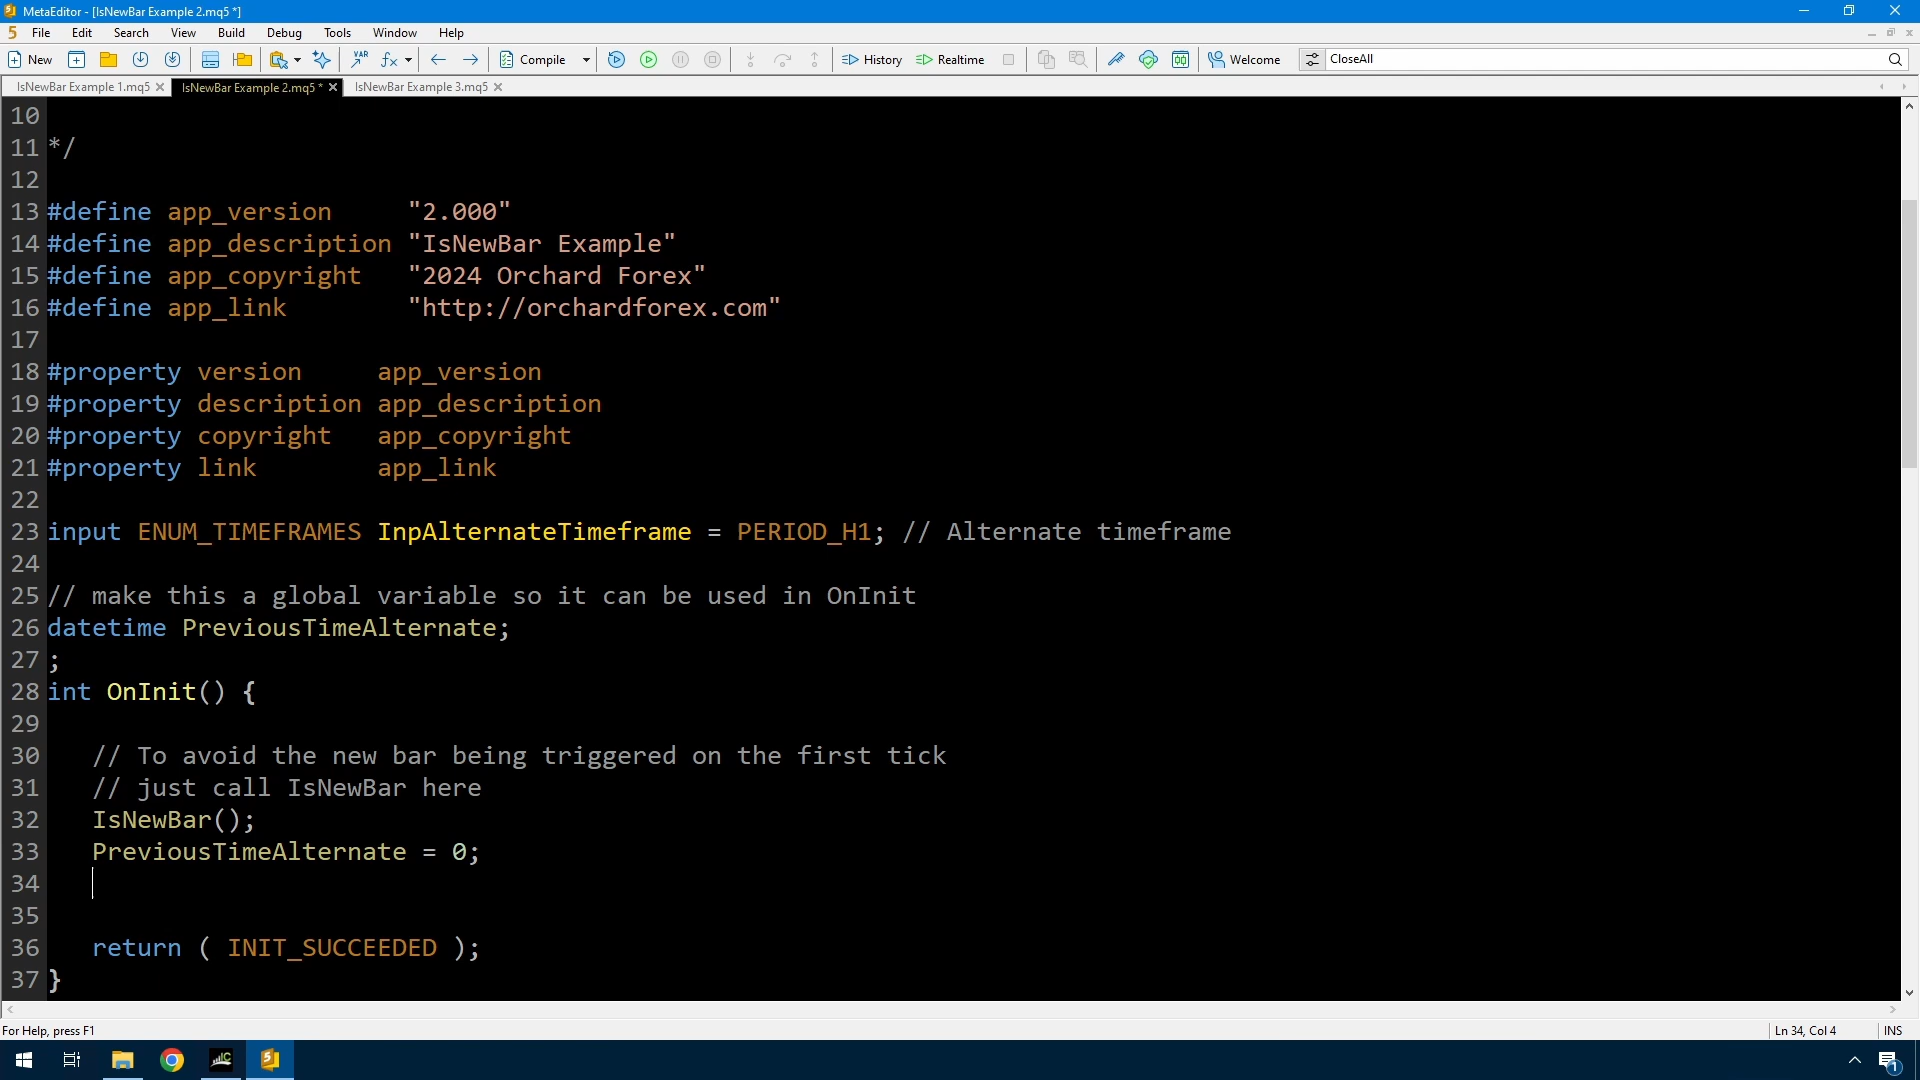 MetaEditor - [IsNewBar Example 2.mq5 *]
File Edit Search View Build Debug Tools Window Help
New Compile History Realtime Welcome CloseAll
IsNewBar Example 1.mq5 IsNewBar Example 2.mq5 * IsNewBar Example 3.mq5
10
11 */
12
13 #define app_version "2.000"
14 #define app_description "IsNewBar Example"
15 #define app_copyright "2024 Orchard Forex"
16 #define app_link "http://orchardforex.com"
17
18 #property version app_version
19 #property description app_description
20 #property copyright app_copyright
21 #property link app_link
22
23 input ENUM_TIMEFRAMES InpAlternateTimeframe = PERIOD_H1; // Alternate timeframe
24
25 // make this a global variable so it can be used in OnInit
26 datetime PreviousTimeAlternate;
27 ;
28 int OnInit() {
29
30 // To avoid the new bar being triggered on the first tick
31 // just call IsNewBar here
32 IsNewBar();
33 PreviousTimeAlternate = 0;
34
35
36 return ( INIT_SUCCEEDED );
37 }
For Help, press F1 Ln 34, Col 4 INS